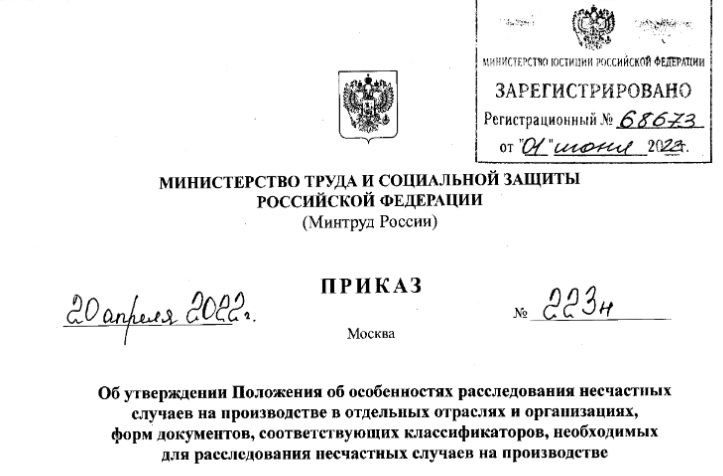 МИНИСТЕРСТВО ЮСТИЦИИ РОССИЙСКОЙ ФЕДЕРАЦИИ
ЗАРЕГИСТРИРОВАНО
Регистрационный № 68673
от "01" июня 2022г.
МИНИСТЕРСТВО ТРУДА И СОЦИАЛЬНОЙ ЗАЩИТЫ
РОССИЙСКОЙ ФЕДЕРАЦИИ
(Минтруд России)
ПРИКАЗ
20 апреля 2022г.
№ 223н
Москва
Об утверждении Положения об особенностях расследования несчастных
случаев на производстве в отдельных отраслях и организациях,
форм документов, соответствующих классификаторов, необходимых
для расследования несчастных случаев на производстве